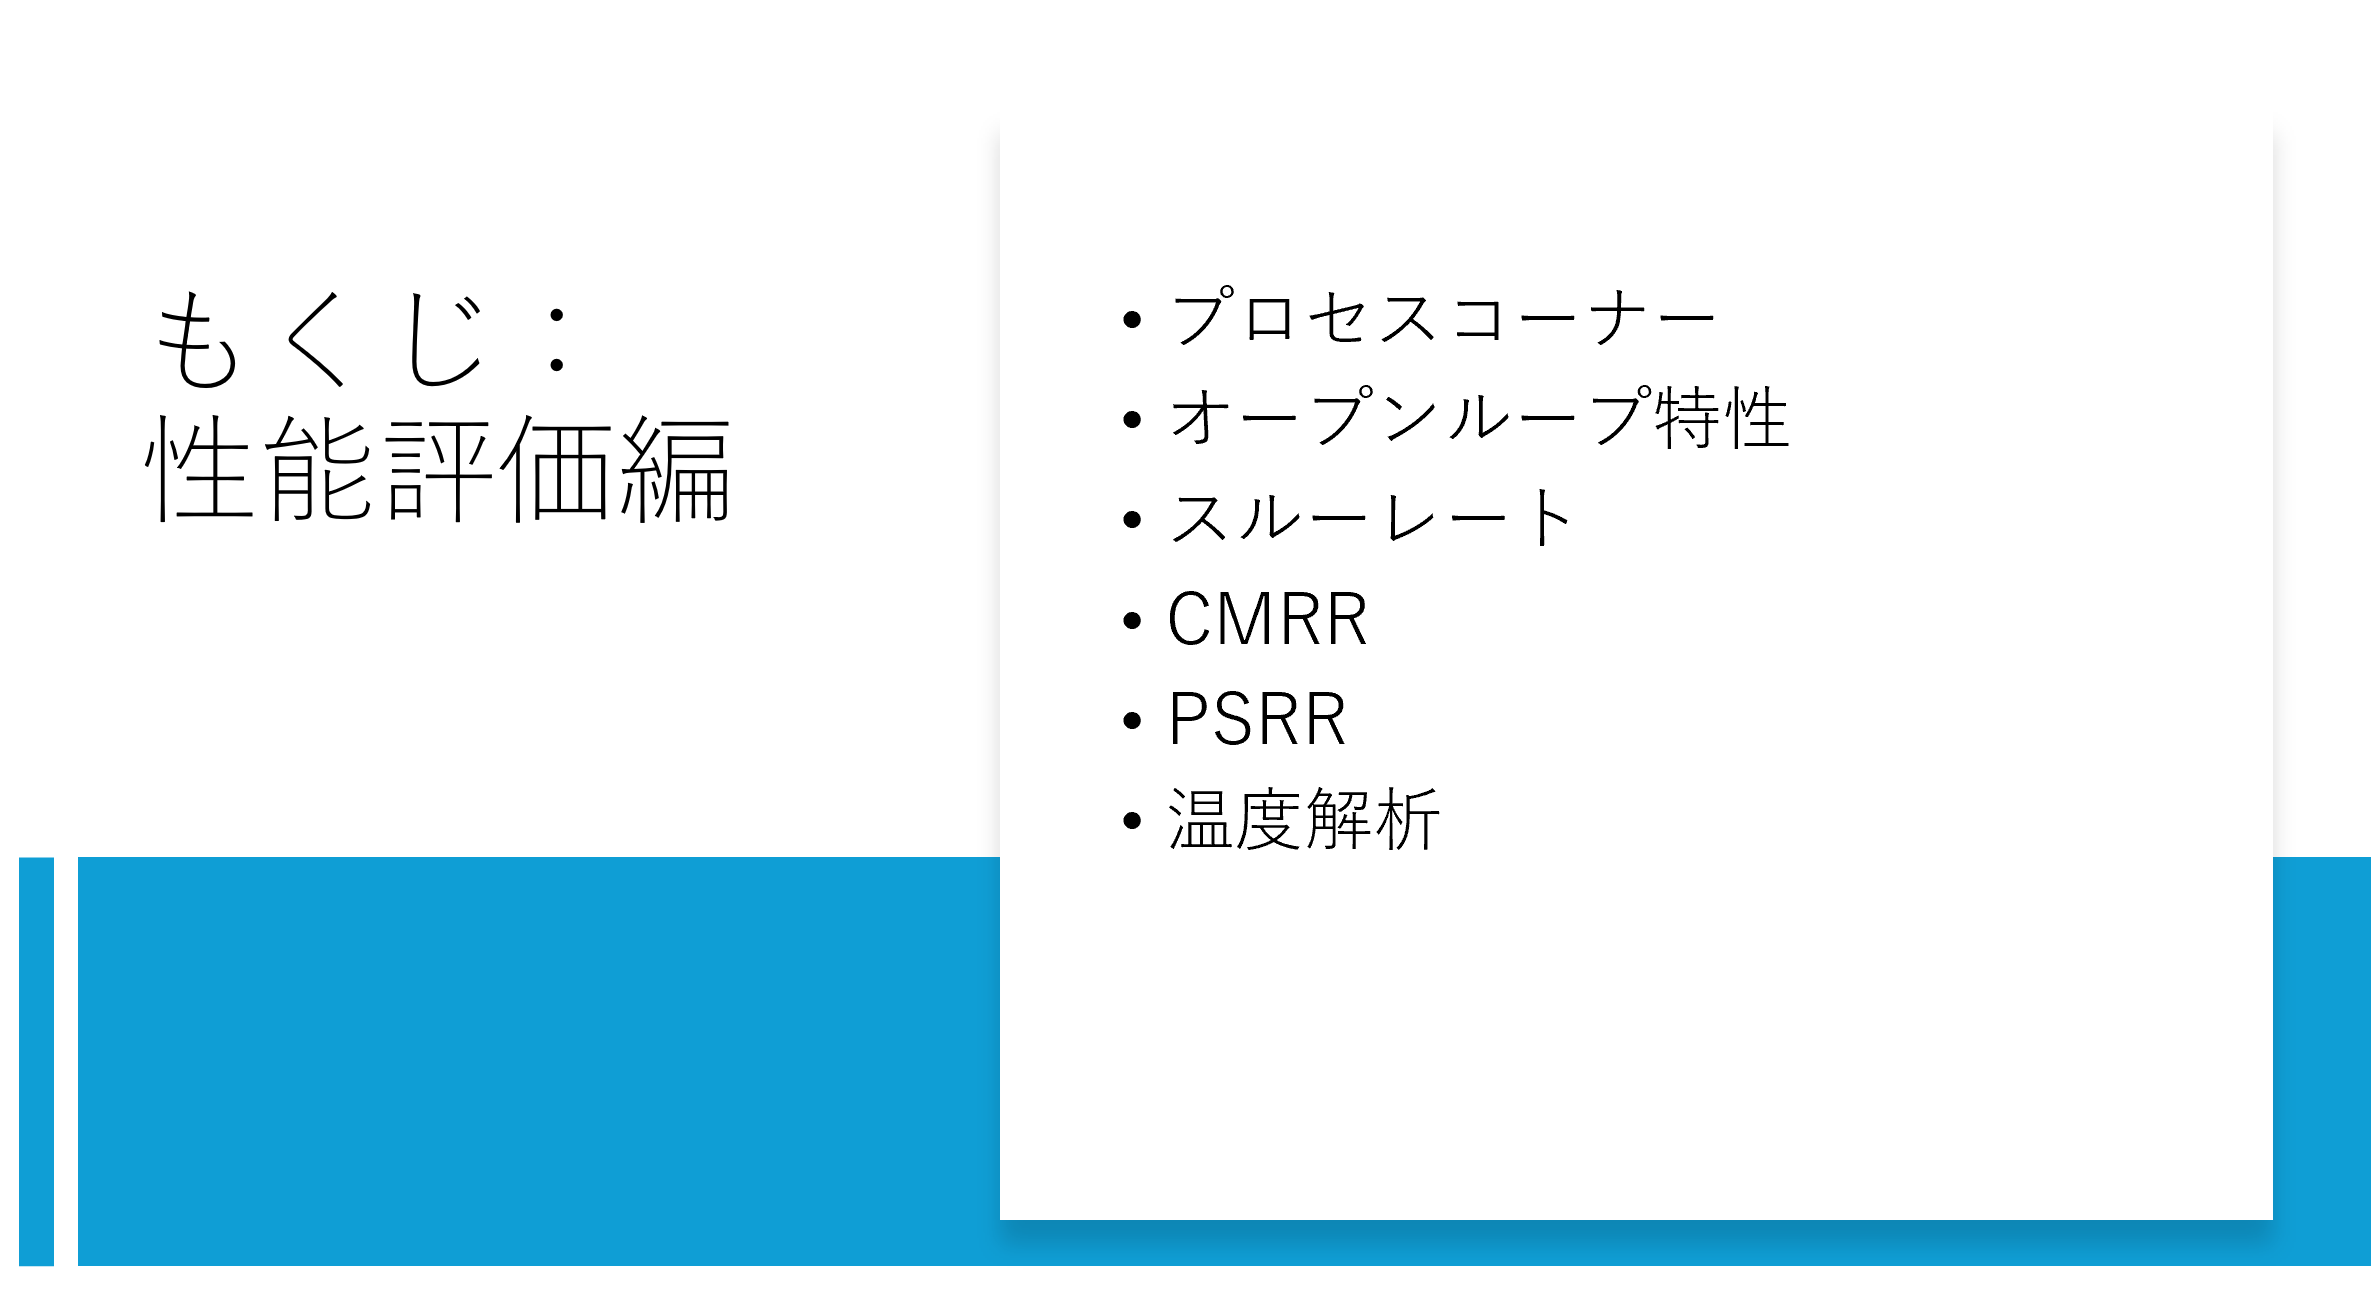 もくじ：
性能評価編
• プロセスコーナー
• オープンループ特性
• スルーレート
• CMRR
• PSRR
• 温度解析